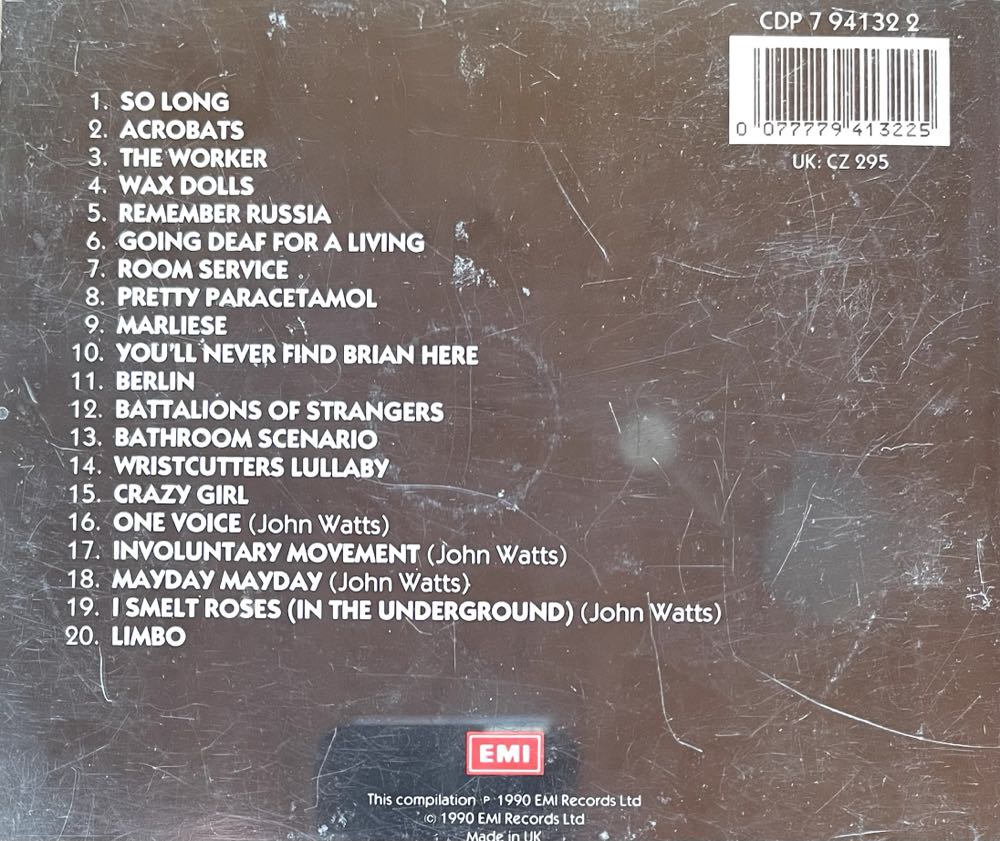 CDP 7 94132 2
0 077779 413225
UK: CZ 295
1. SO LONG
2. ACROBATS
3. THE WORKER
4. WAX DOLLS
5. REMEMBER RUSSIA
6. GOING DEAF FOR A LIVING
7. ROOM SERVICE
8. PRETTY PARACETAMOL
9. MARLIESE
10. YOU'LL NEVER FIND BRIAN HERE
11. BERLIN
12. BATTALIONS OF STRANGERS
13. BATHROOM SCENARIO
14. WRISTCUTTERS LULLABY
15. CRAZY GIRL
16. ONE VOICE (John Watts)
17. INVOLUNTARY MOVEMENT (John Watts)
18. MAYDAY MAYDAY (John Watts)
19. I SMELT ROSES (IN THE UNDERGROUND) (John Watts)
20. LIMBO
EMI
This compilation ℗ 1990 EMI Records Ltd
© 1990 EMI Records Ltd
Made in UK